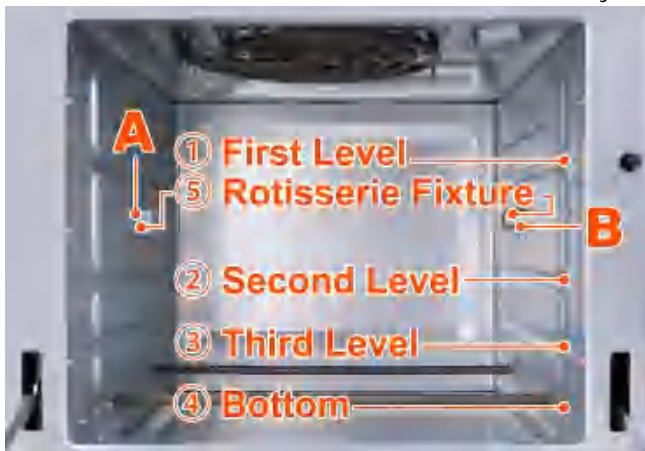 A
① First Level
⑤ Rotisserie Fixture
B
② Second Level
③ Third Level
④ Bottom